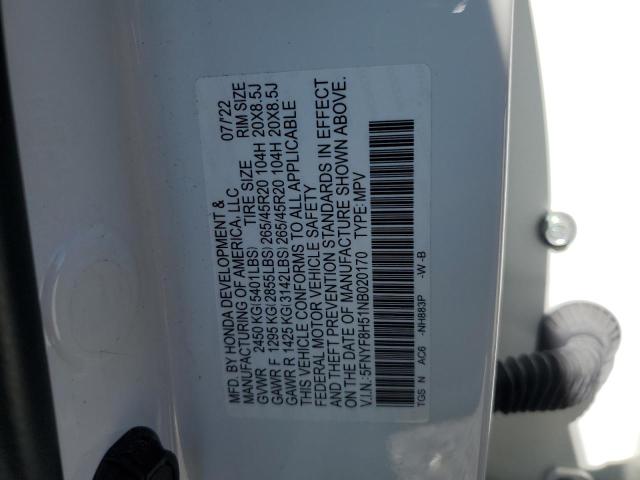 MFD. BY HONDA DEVELOPMENT & 07/'22
MANUFACTURING OF AMERICA, LLC
TIRE SIZE RIM SIZE
GVWR 2450 KG(5401LBS)
GAWR F 1295 KG(2855LBS) 265/45R20 104H 20X8.5J
GAWR R 1425 KG(3142LBS) 265/45R20 104H 20X8.5J
THIS VEHICLE CONFORMS TO ALL APPLICABLE
FEDERAL MOTOR VEHICLE SAFETY
AND THEFT PREVENTION STANDARDS IN EFFECT
ON THE DATE OF MANUFACTURE SHOWN ABOVE.
V.I.N.:5FNYF8H51NB020170 TYPE:MPV
TGS N AC6 -NH883P -W-B